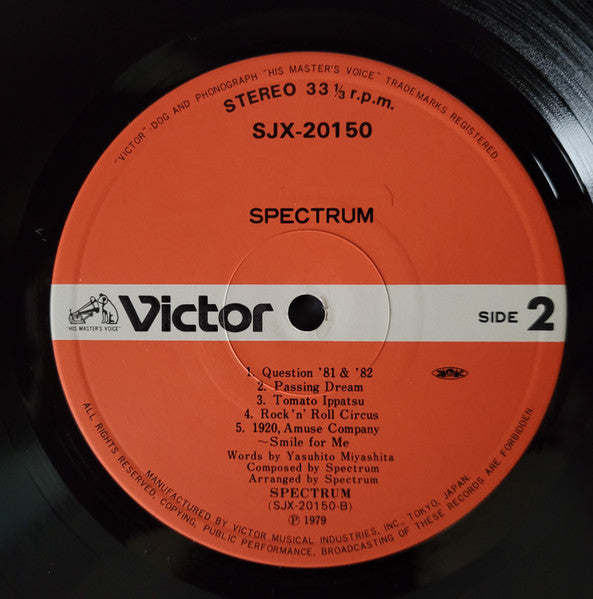 "VICTOR", DOG AND PHONOGRAPH "HIS MASTER'S VOICE" TRADEMARKS REGISTERED.
STEREO 33 1/3 r.p.m.
SJX-20150
SPECTRUM
"HIS MASTER'S VOICE"
Victor
SIDE 2
1. Question '81 & '82
2. Passing Dream
3. Tomato Ippatsu
4. Rock 'n' Roll Circus
5. 1920, Amuse Company
~Smile for Me
Words by Yasuhito Miyashita
Composed by Spectrum
Arranged by Spectrum
SPECTRUM
(SJX-20150-B)
℗ 1979
MANUFACTURED BY VICTOR MUSICAL INDUSTRIES, INC., TOKYO, JAPAN.
ALL RIGHTS RESERVED, COPYING, PUBLIC PERFORMANCE, BROADCASTING OF THESE RECORDS ARE FORBIDDEN.